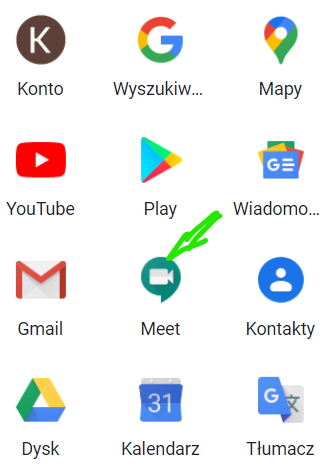 K
Konto
Wyszukiw...
Mapy
YouTube
Play
Wiadomo...
Gmail
Meet
Kontakty
Dysk
31
Kalendarz
G 文
Tłumacz